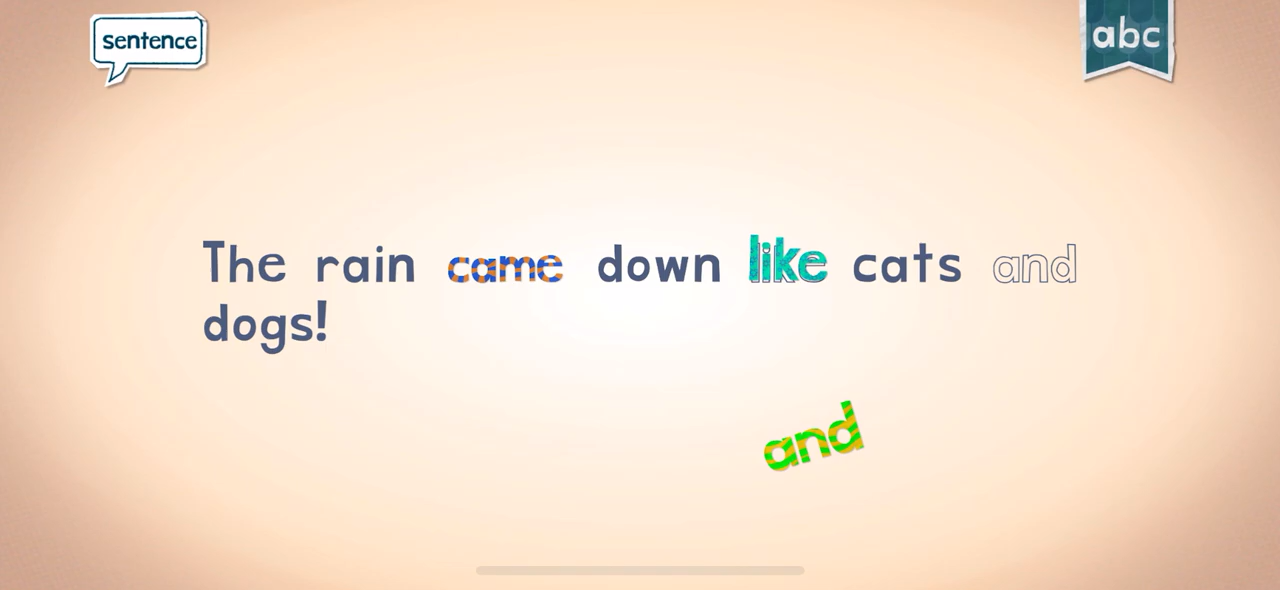 sentence
abc
The rain came down like cats and
dogs!
and